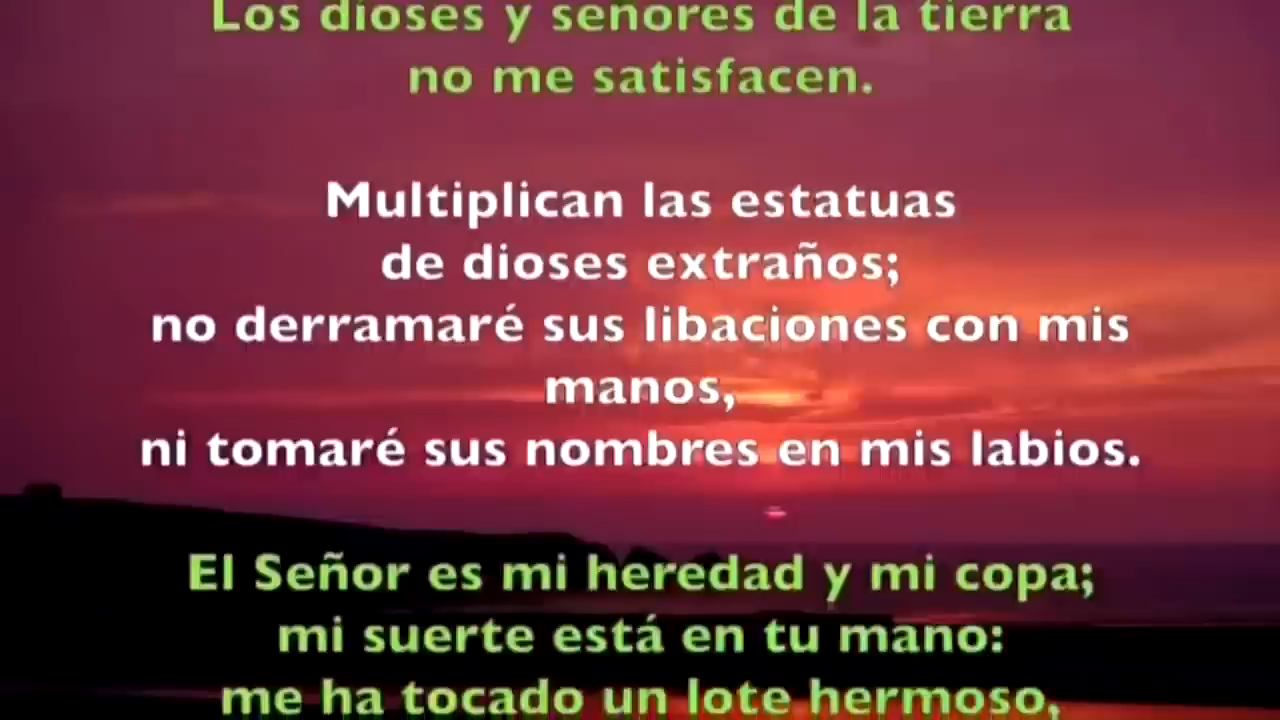 Los dioses y señores de la tierra
no me satisfacen.
Multiplican las estatuas
de dioses extraños;
no derramaré sus libaciones con mis
manos,
ni tomaré sus nombres en mis labios.
El Señor es mi heredad y mi copa;
mi suerte está en tu mano:
me ha tocado un lote hermoso,